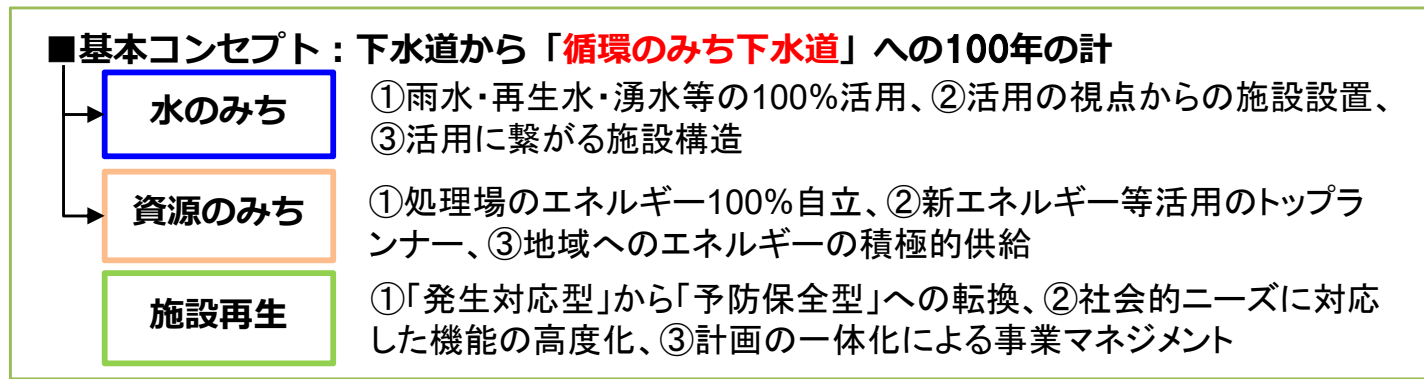 ■基本コンセプト：下水道から「循環のみち下水道」への100年の計
水のみち
①雨水・再生水・湧水等の100%活用、②活用の視点からの施設設置、
③活用に繋がる施設構造
資源のみち
①処理場のエネルギー100%自立、②新エネルギー等活用のトップラ
ンナー、③地域へのエネルギーの積極的供給
施設再生
①「発生対応型」から「予防保全型」への転換、②社会的ニーズに対応
した機能の高度化、③計画の一体化による事業マネジメント